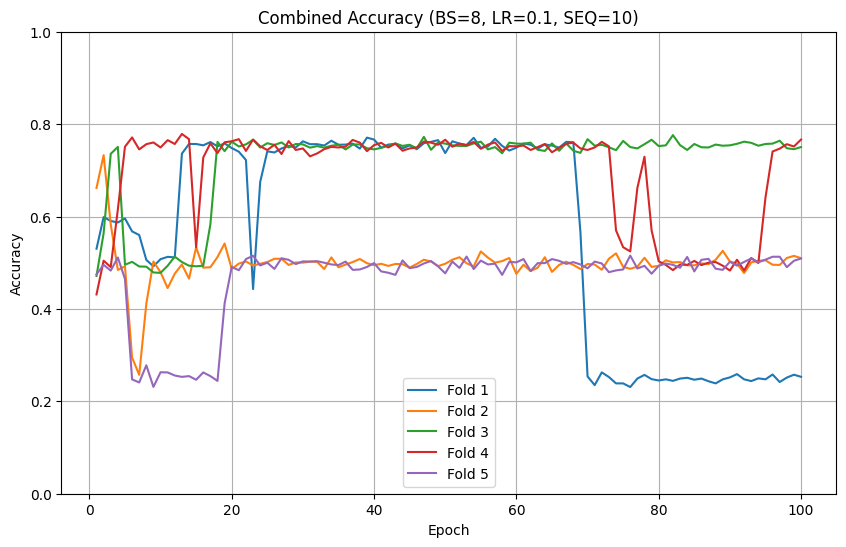 Combined Accuracy (BS=8, LR=0.1, SEQ=10)
1.0
0.8
0.6
0.4
0.2
0.0
Accuracy
Fold 1
Fold 2
Fold 3
Fold 4
Fold 5
0 20 40 60 80 100
Epoch